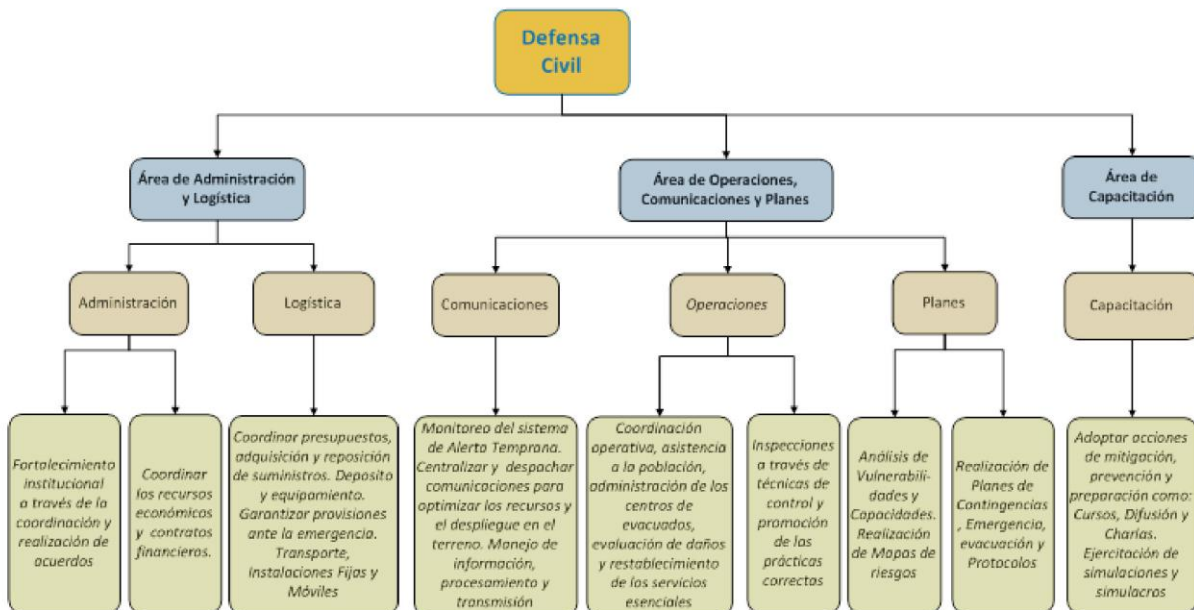 Defensa
Civil
Área de Administración
y Logística
Área de Operaciones,
Comunicaciones y Planes
Área de
Capacitación
Administración
Logística
Comunicaciones
Operaciones
Planes
Capacitación
Fortalecimiento
institucional
a través de la
coordinación y
realización de
acuerdos
Coordinar
los recursos
económicos
y contratos
financieros.
Coordinar presupuestos,
adquisición y reposición
de suministros. Deposito
y equipamiento.
Garantizar provisiones
ante la emergencia.
Transporte,
Instalaciones Fijas y
Móviles
Monitoreo del sistema
de Alerta Temprana.
Centralizar y despachar
comunicaciones para
optimizar los recursos y
el despliegue en el
terreno. Manejo de
información,
procesamiento y
transmisión
Coordinación
operativa, asistencia
a la población,
administración de los
centros de
evacuados,
evaluación de daños
y restablecimiento
de los servicios
esenciales
Inspecciones
a través de
técnicas de
control y
promoción
de las
prácticas
correctas
Análisis de
Vulnerabili-
dades y
Capacidades.
Realización
de Mapas de
riesgos
Realización de
Planes de
Contingencias
, Emergencia,
evacuación y
Protocolos
Adoptar acciones
de mitigación,
prevención y
preparación como:
Cursos, Difusión y
Charlas.
Ejercitación de
simulaciones y
simulacros